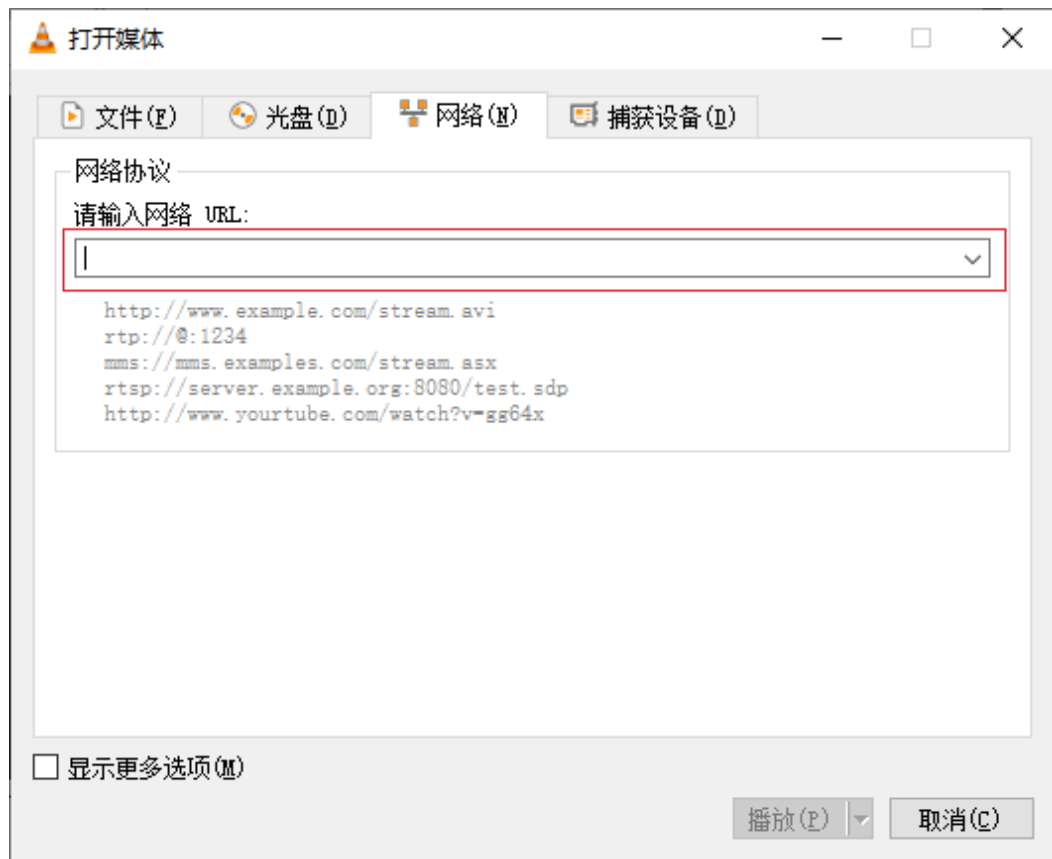 打开媒体
文件(F) 光盘(D) 网络(N) 捕获设备(D)
网络协议
请输入网络 URL:
http://www.example.com/stream.avi
rtp://@:1234
mms://mms.examples.com/stream.asx
rtsp://server.example.org:8080/test.sdp
http://www.yourtube.com/watch?v=gg64x
显示更多选项(M)
播放(P) 取消(C)